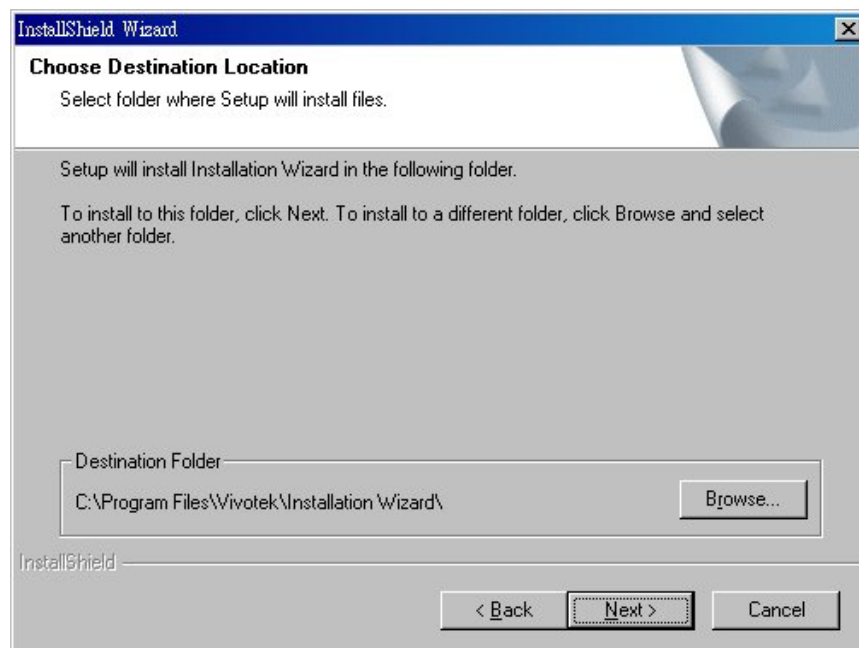 InstallShield Wizard
Choose Destination Location
Select folder where Setup will install files.
Setup will install Installation Wizard in the following folder.
To install to this folder, click Next. To install to a different folder, click Browse and select
another folder.
Destination Folder
C:\Program Files\Vivotek\Installation Wizard\
Browse...
InstallShield
< Back
Next >
Cancel